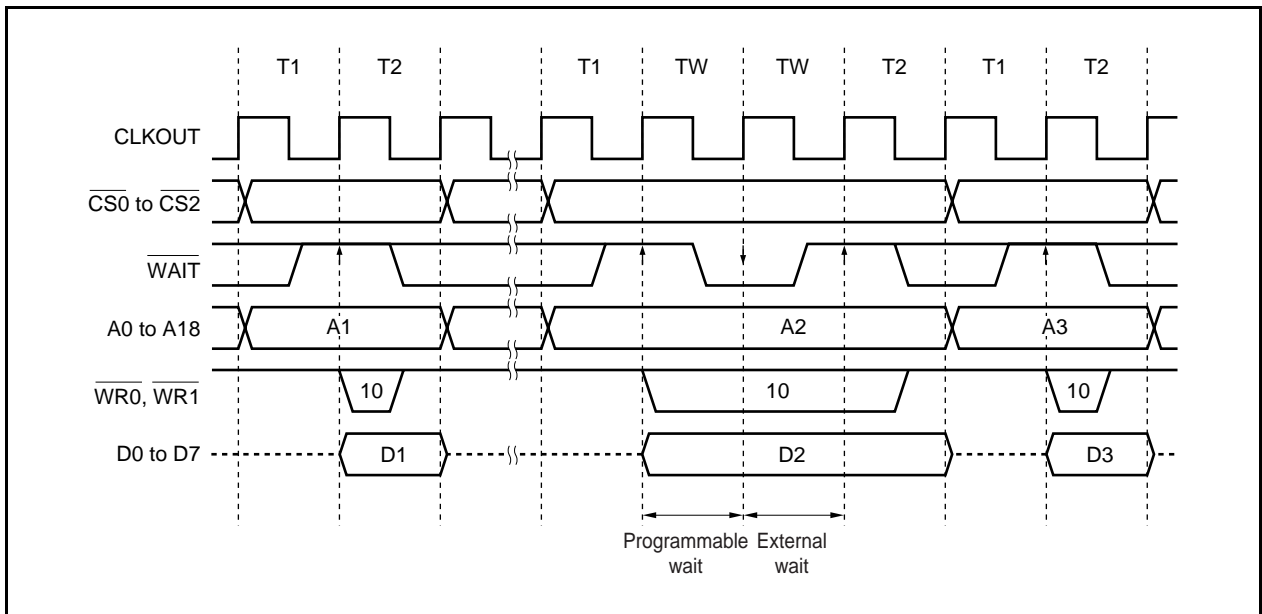 T1 T2 T1 TW TW T2 T1 T2
CLKOUT
CS0 to CS2
WAIT
A0 to A18 A1 A2 A3
WR0, WR1 10 10 10
D0 to D7 D1 D2 D3
Programmable wait
External wait